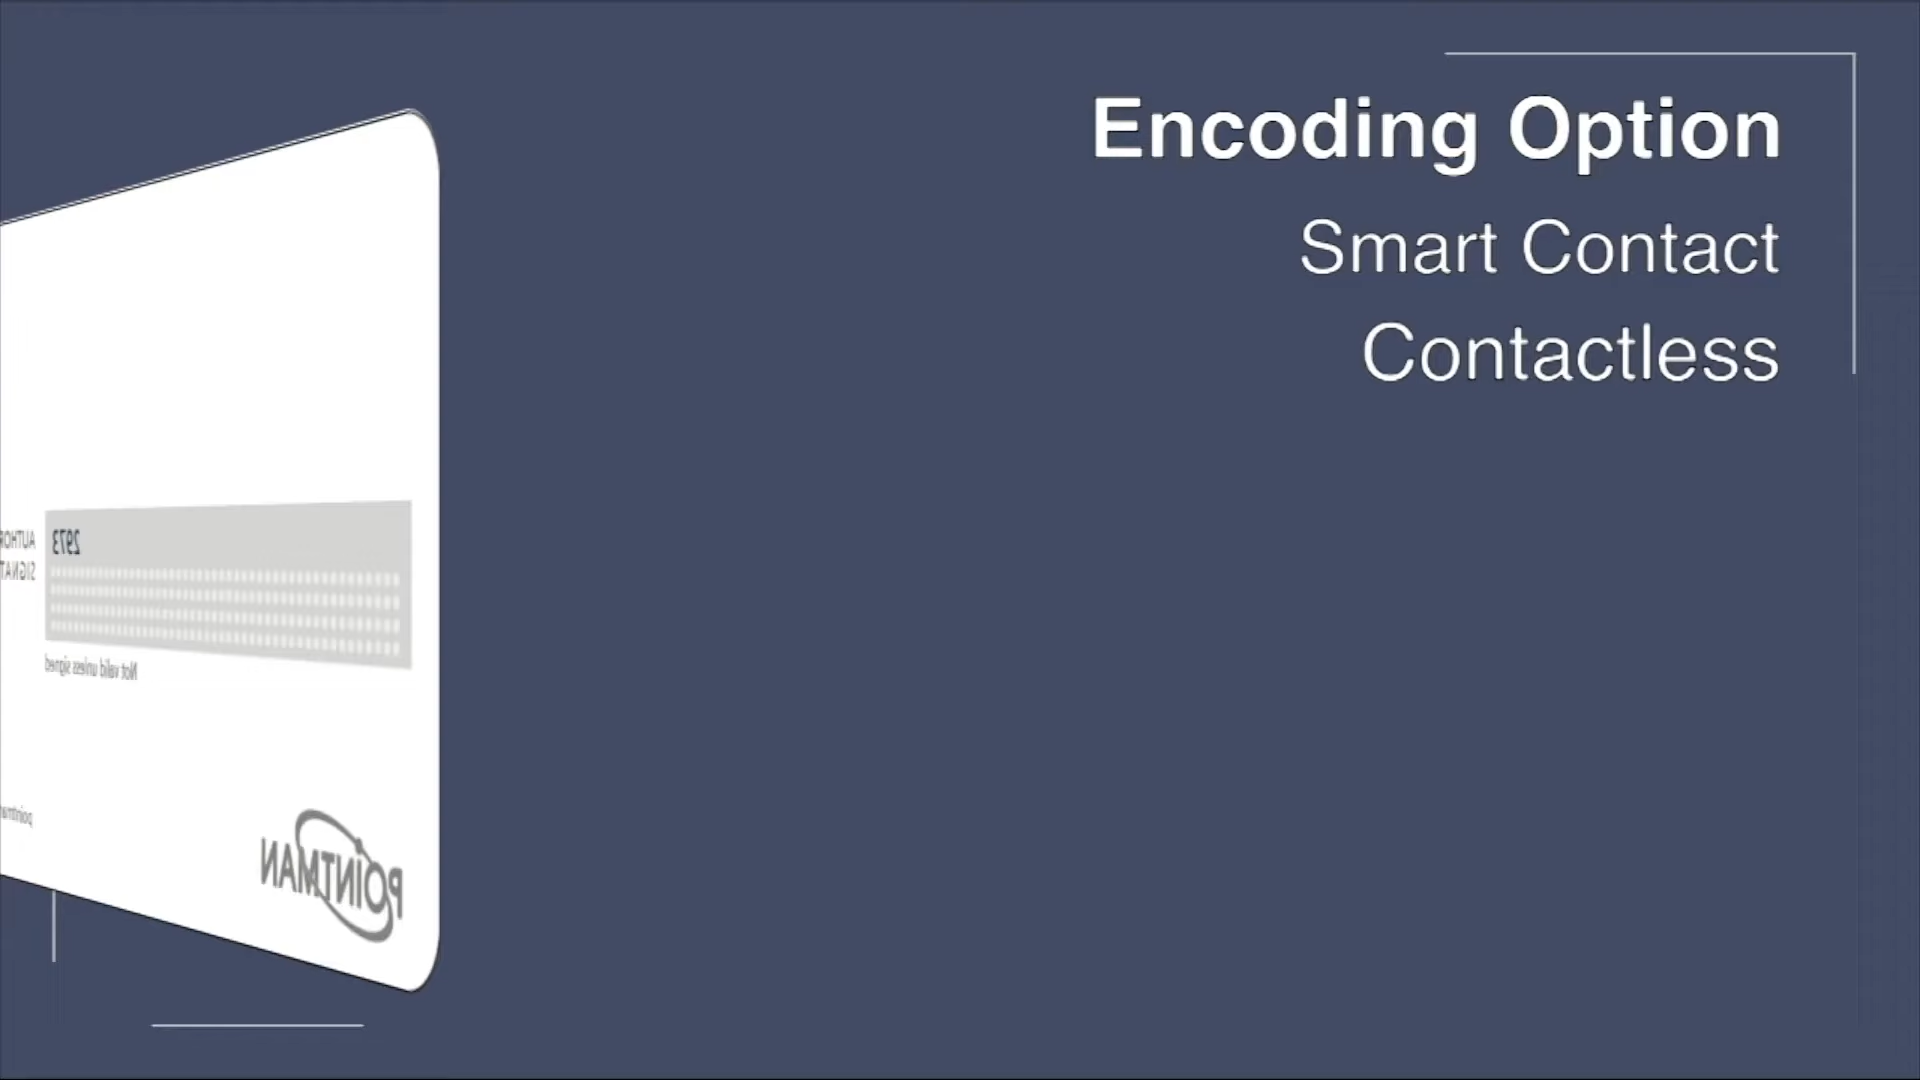 Encoding Option
Smart Contact
Contactless
2973
Not valid unless signed
POINTMAN